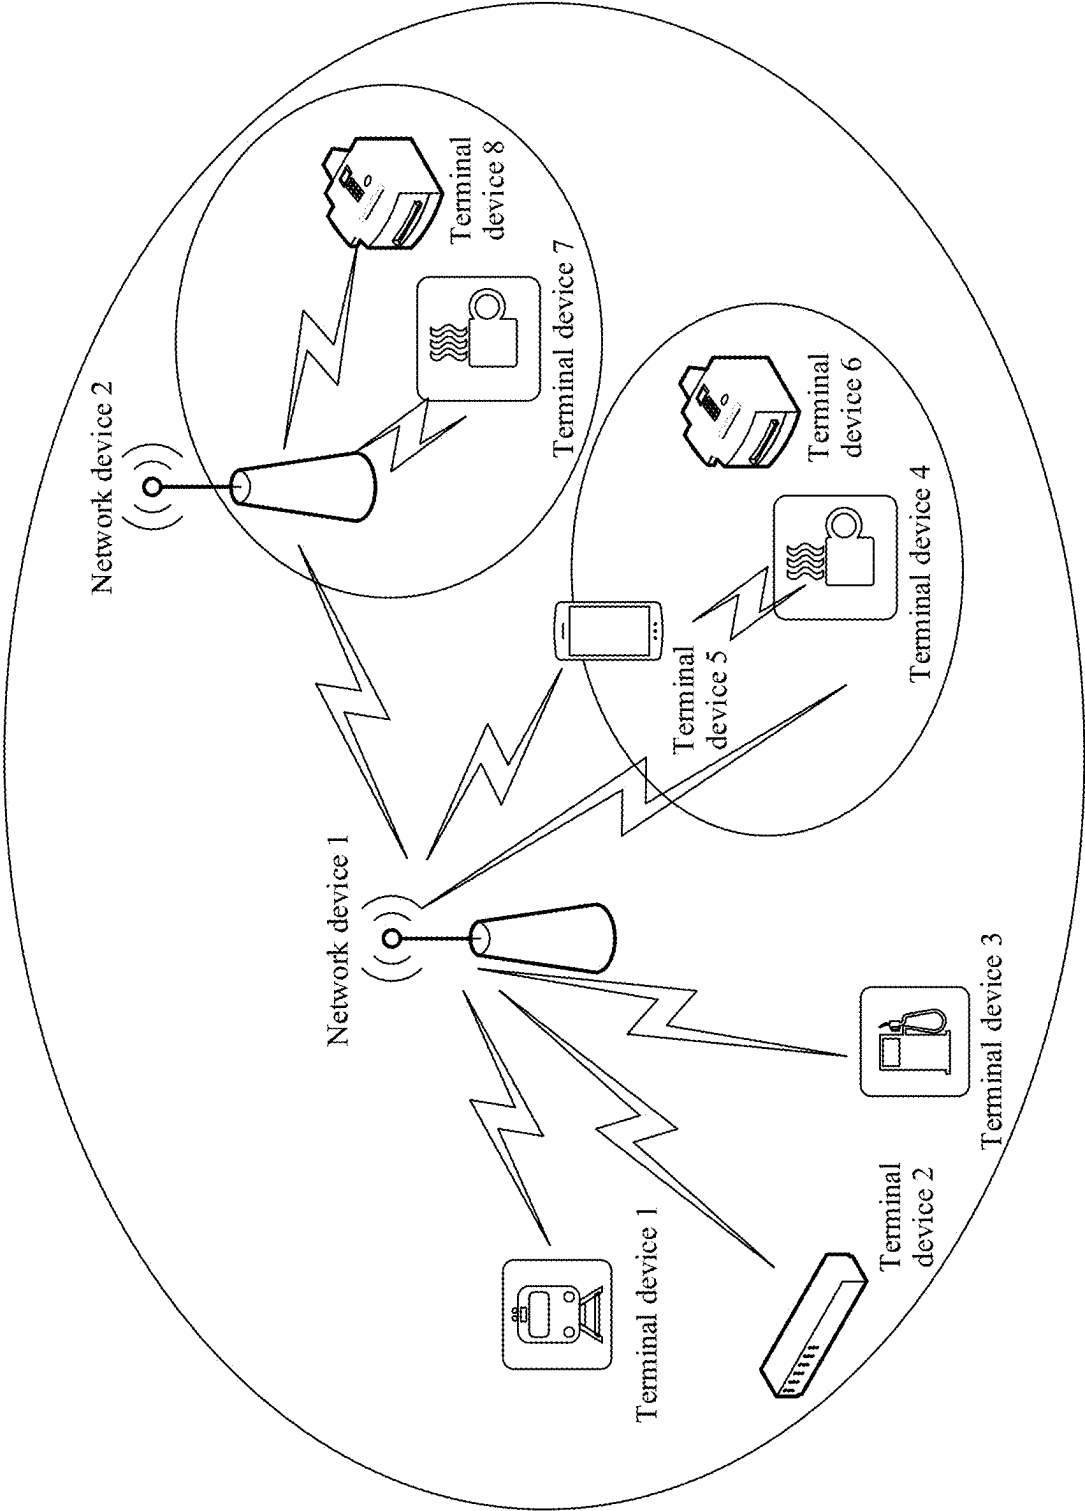 Network device 2
Terminal
device 8
Terminal device 7
Network device 1
Terminal
device 6
Terminal
device 5
Terminal device 4
Terminal device 1
Terminal
device 2
Terminal device 3